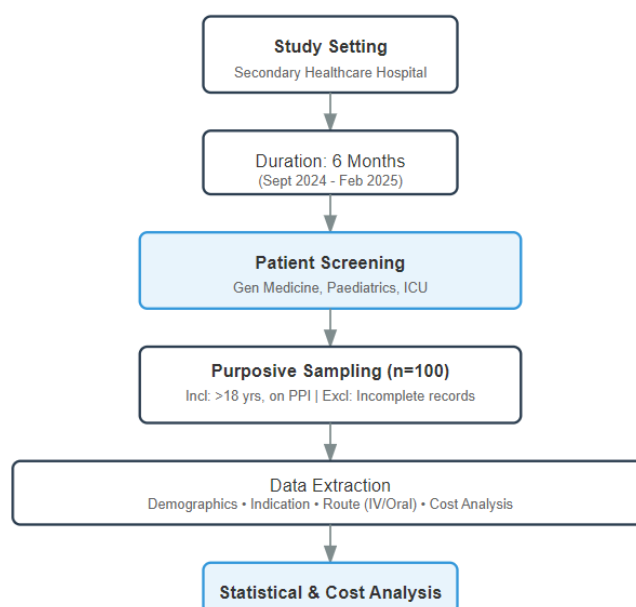 Study Setting
Secondary Healthcare Hospital
Duration: 6 Months
(Sept 2024 - Feb 2025)
Patient Screening
Gen Medicine, Paediatrics, ICU
Purposive Sampling (n=100)
Incl: >18 yrs, on PPI | Excl: Incomplete records
Data Extraction
Demographics • Indication • Route (IV/Oral) • Cost Analysis
Statistical & Cost Analysis